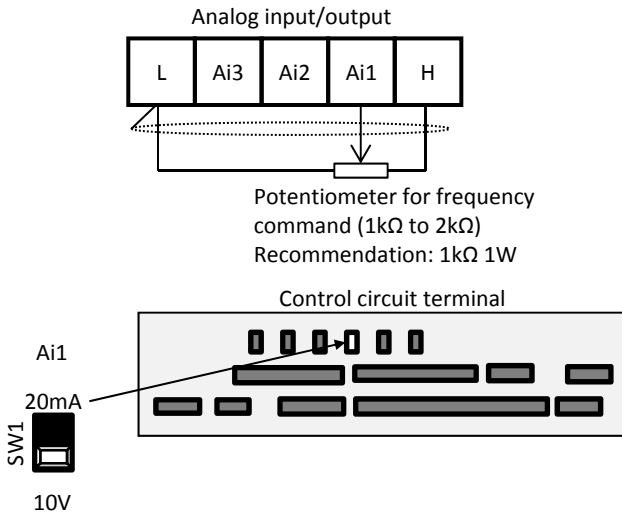 Analog input/output
L Ai3 Ai2 Ai1 H
Potentiometer for frequency
command (1kΩ to 2kΩ)
Recommendation: 1kΩ 1W
Control circuit terminal
Ai1
20mA
SW1
10V